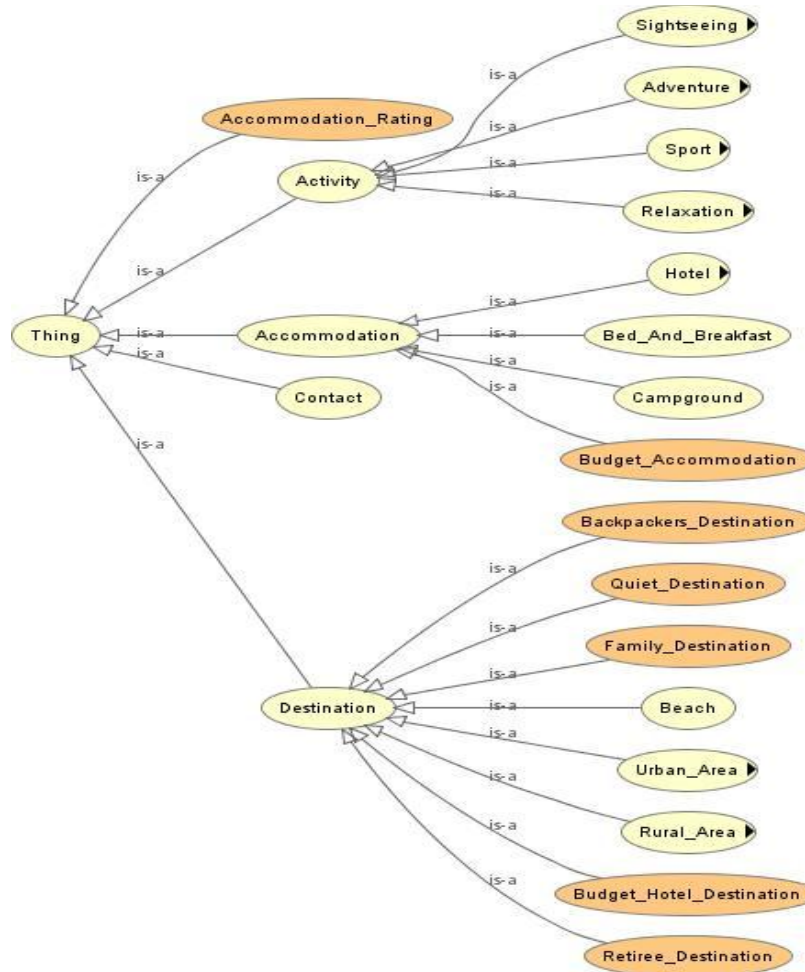 Sightseeing
is-a
Adventure
Accommodation_Rating
is-a
Sport
is-a
is-a
Activity
is-a
Relaxation
is-a
Hotel
is-a
is-a
Thing
is-a
Accommodation
is-a
Bed_And_Breakfast
is-a
is-a
Contact
Campground
is-a
is-a
Budget_Accommodation
Backpackers_Destination
is-a
Quiet_Destination
is-a
Family_Destination
is-a
Destination
is-a
Beach
is-a
Urban_Area
is-a
Rural_Area
is-a
Budget_Hotel_Destination
is-a
Retiree_Destination